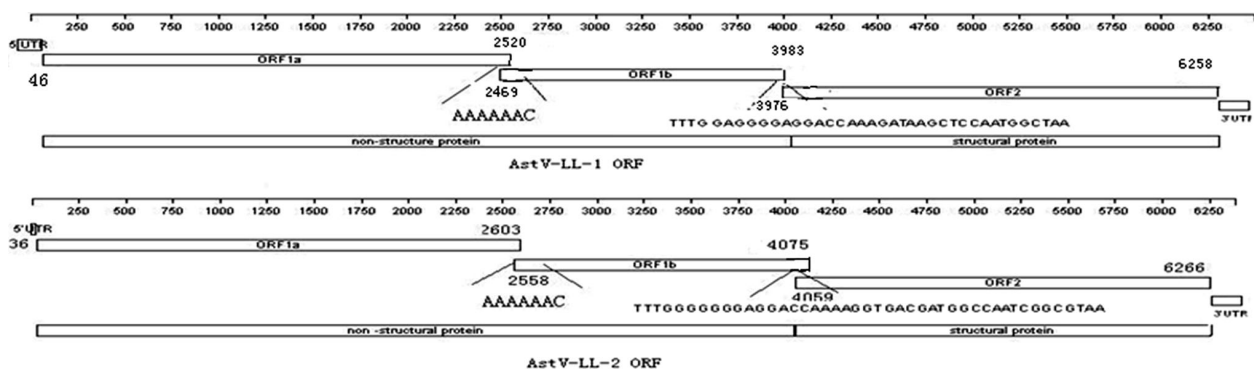 250 500 750 1000 1250 1500 1750 2000 2250 2500 2750 3000 3250 3500 3750 4000 4250 4500 4750 5000 5250 5500 5750 6000 6250
5'UTR 2520 3983 6258
ORF1a
46 ORF1b
2469 3976 ORF2
AAAAAAC 3'UTR
TTTGGAGGGGAGGACCAAAGATAAGCTCCAATGGCTAA
non-structure protein structural protein
AstV-LL-1 ORF
250 500 750 1000 1250 1500 1750 2000 2250 2500 2750 3000 3250 3500 3750 4000 4250 4500 4750 5000 5250 5500 5750 6000 6250
5'UTR 2603 4075
36 ORF1a
ORF1b 6266
2558 4059 ORF2
AAAAAAC 3'UTR
TTTGGGGGGGAGGACCAAAAGGTGACGATGGCCAATCGGCGTAA
non -structural protein structural protein
AstV-LL-2 ORF